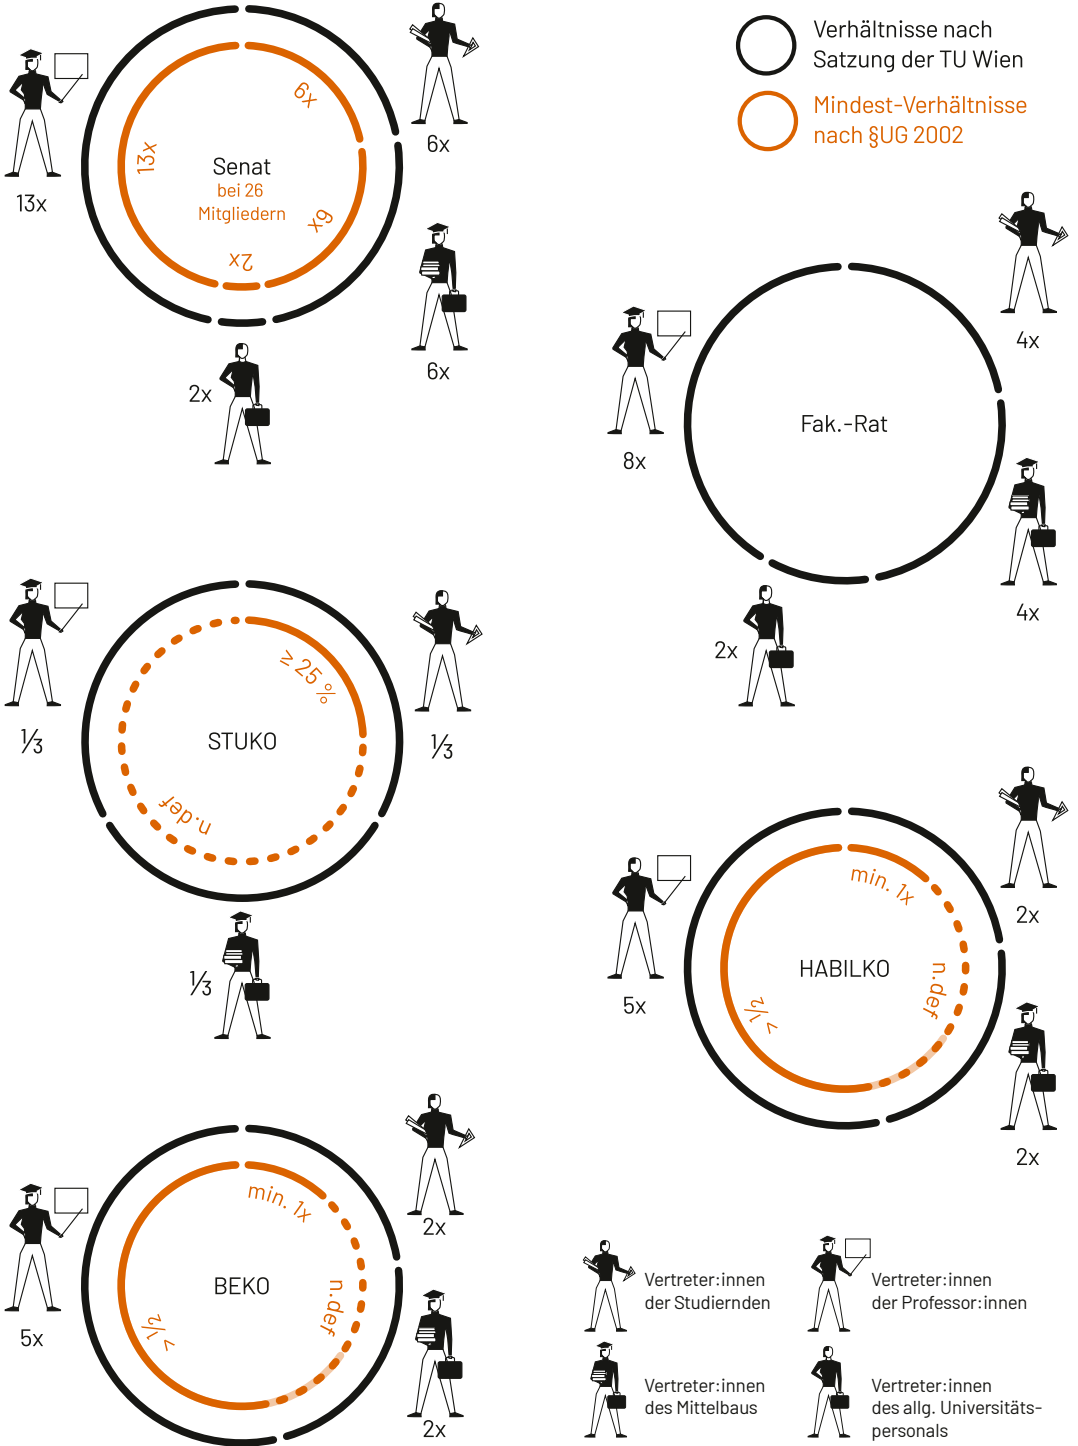 Verhältnisse nach
Satzung der TU Wien
Mindest-Verhältnisse
nach §UG 2002
13x
6x
6x
2x
Senat
bei 26
Mitgliedern
13x
6x
6x
2x
Fak.-Rat
8x
4x
4x
2x
STUKO
≥ 25 %
n.def
⅓
⅓
⅓
HABILKO
min. 1x
n.def
> ½
5x
2x
2x
BEKO
min. 1x
n.def
> ½
5x
2x
2x
Vertreter:innen
der Studiernden
Vertreter:innen
der Professor:innen
Vertreter:innen
des Mittelbaus
Vertreter:innen
des allg. Universitäts-
personals